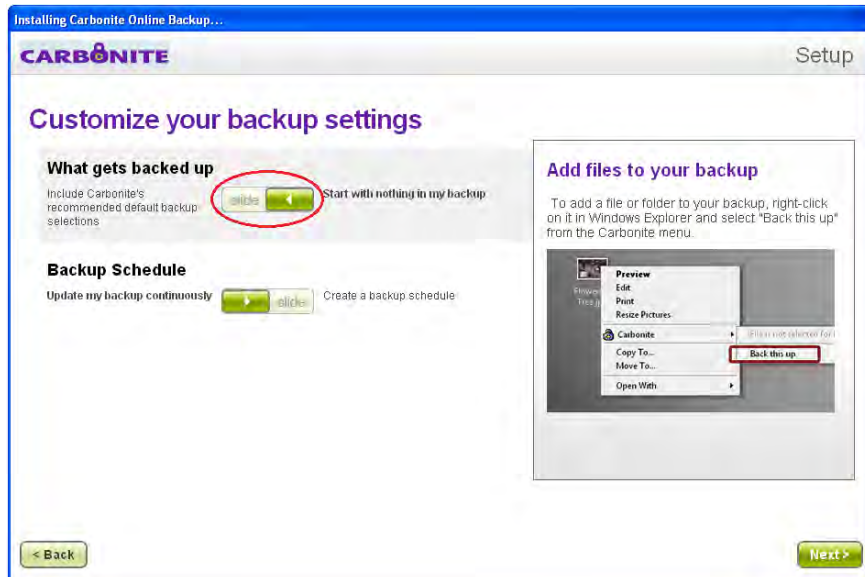 Installing Carbonite Online Backup...
CARBONITE
Setup
Customize your backup settings
What gets backed up
Include Carbonite's
recommended default backup
selections
slide
Start with nothing in my backup
Backup Schedule
Update my backup continuously
slide
Create a backup schedule
Add files to your backup
To add a file or folder to your backup, right-click
on it in Windows Explorer and select "Back this up"
from the Carbonite menu.
Preview
Edit
Print
Resize Pictures
Carbonite
Copy To...
Back this up
Move To...
Open With
< Back
Next >